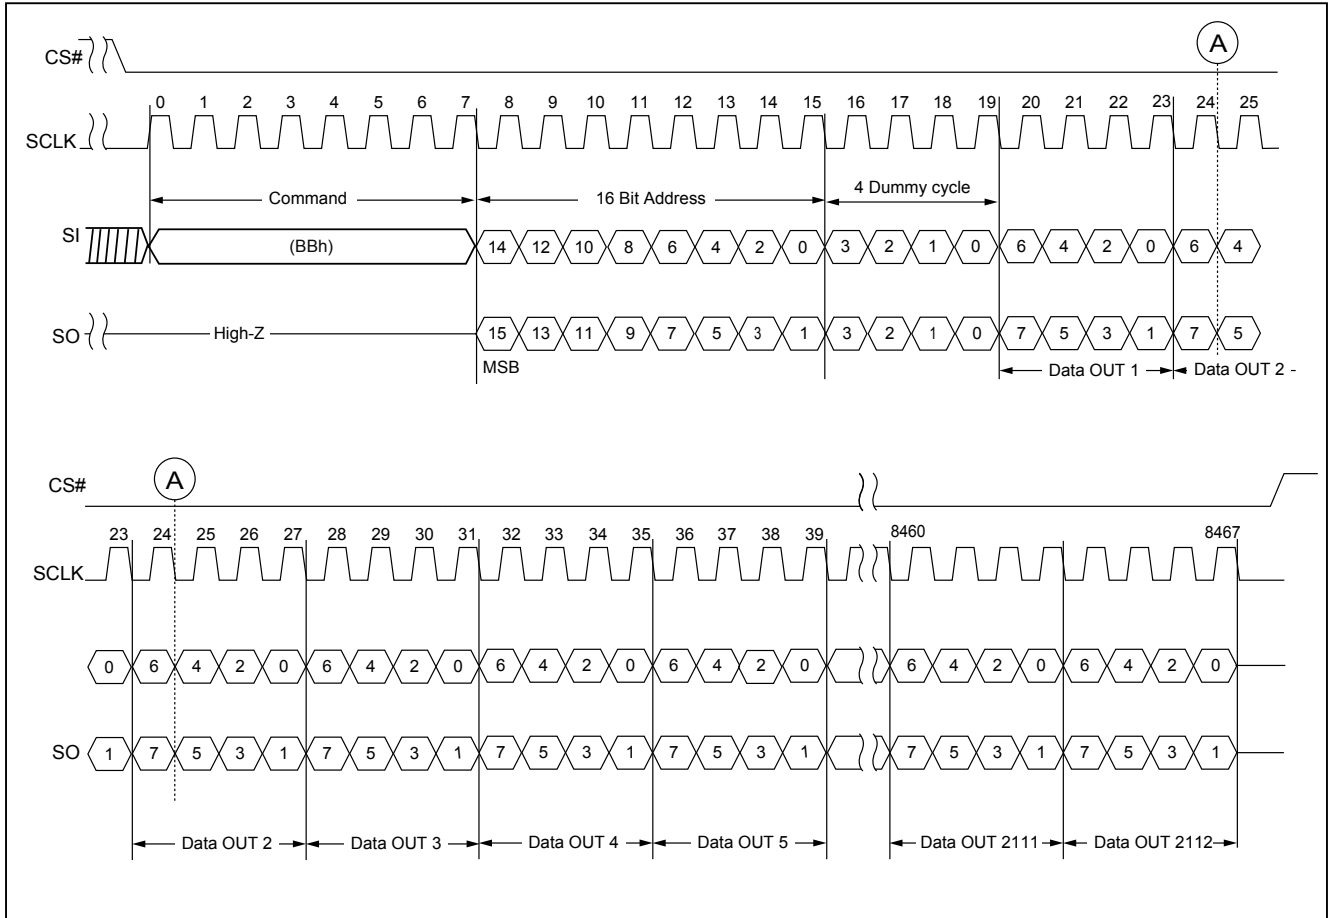 A
CS#
0 1 2 3 4 5 6 7 8 9 10 11 12 13 14 15 16 17 18 19 20 21 22 23 24 25
SCLK
Command 16 Bit Address 4 Dummy cycle
SI (BBh) 14 12 10 8 6 4 2 0 3 2 1 0 6 4 2 0 6 4
SO High-Z 15 13 11 9 7 5 3 1 3 2 1 0 7 5 3 1 7 5
MSB Data OUT 1 Data OUT 2
A
CS#
23 24 25 26 27 28 29 30 31 32 33 34 35 36 37 38 39 8460 8467
SCLK
0 6 4 2 0 6 4 2 0 6 4 2 0 6 4 2 0 6 4 2 0 6 4 2 0
SO 1 7 5 3 1 7 5 3 1 7 5 3 1 7 5 3 1 7 5 3 1 7 5 3 1
Data OUT 2 Data OUT 3 Data OUT 4 Data OUT 5 Data OUT 2111 Data OUT 2112